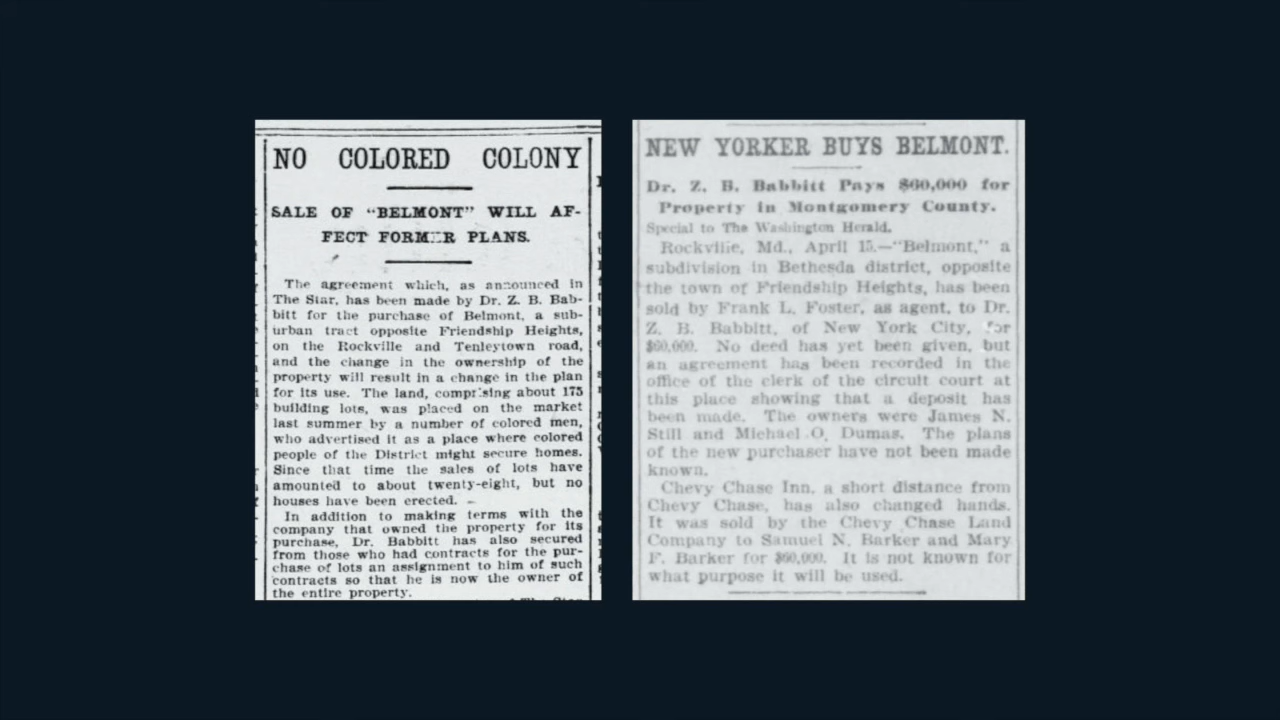 NO COLORED COLONY
SALE OF "BELMONT" WILL AF-
FECT FORMER PLANS.
The agreement which, as announced in
The Star, has been made by Dr. Z. B. Bab-
bitt for the purchase of Belmont, a sub-
urban tract opposite Friendship Heights,
on the Rockville and Tenleytown road,
and the change in the ownership of the
property will result in a change in the plan
for its use. The land, comprising about 175
building lots, was placed on the market
last summer by a number of colored men,
who advertised it as a place where colored
people of the District might secure homes.
Since that time the sales of lots have
amounted to about twenty-eight, but no
houses have been erected.
In addition to making terms with the
company that owned the property for its
purchase, Dr. Babbitt has also secured
from those who had contracts for the pur-
chase of lots an assignment to him of such
contracts so that he is now the owner of
the entire property.
NEW YORKER BUYS BELMONT.
Dr. Z. B. Babbitt Pays $60,000 for
Property in Montgomery County.
Special to The Washington Herald.
Rockville, Md., April 15.—"Belmont," a
subdivision in Bethesda district, opposite
the town of Friendship Heights, has been
sold by Frank L. Foster, as agent, to Dr.
Z. B. Babbitt, of New York City, for
$60,000. No deed has yet been given, but
an agreement has been recorded in the
office of the clerk of the circuit court at
this place showing that a deposit has
been made. The owners were James N.
Still and Michael O. Dumas. The plans
of the new purchaser have not been made
known.
Chevy Chase Inn, a short distance from
Chevy Chase, has also changed hands.
It was sold by the Chevy Chase Land
Company to Samuel N. Barker and Mary
F. Barker for $60,000. It is not known for
what purpose it will be used.